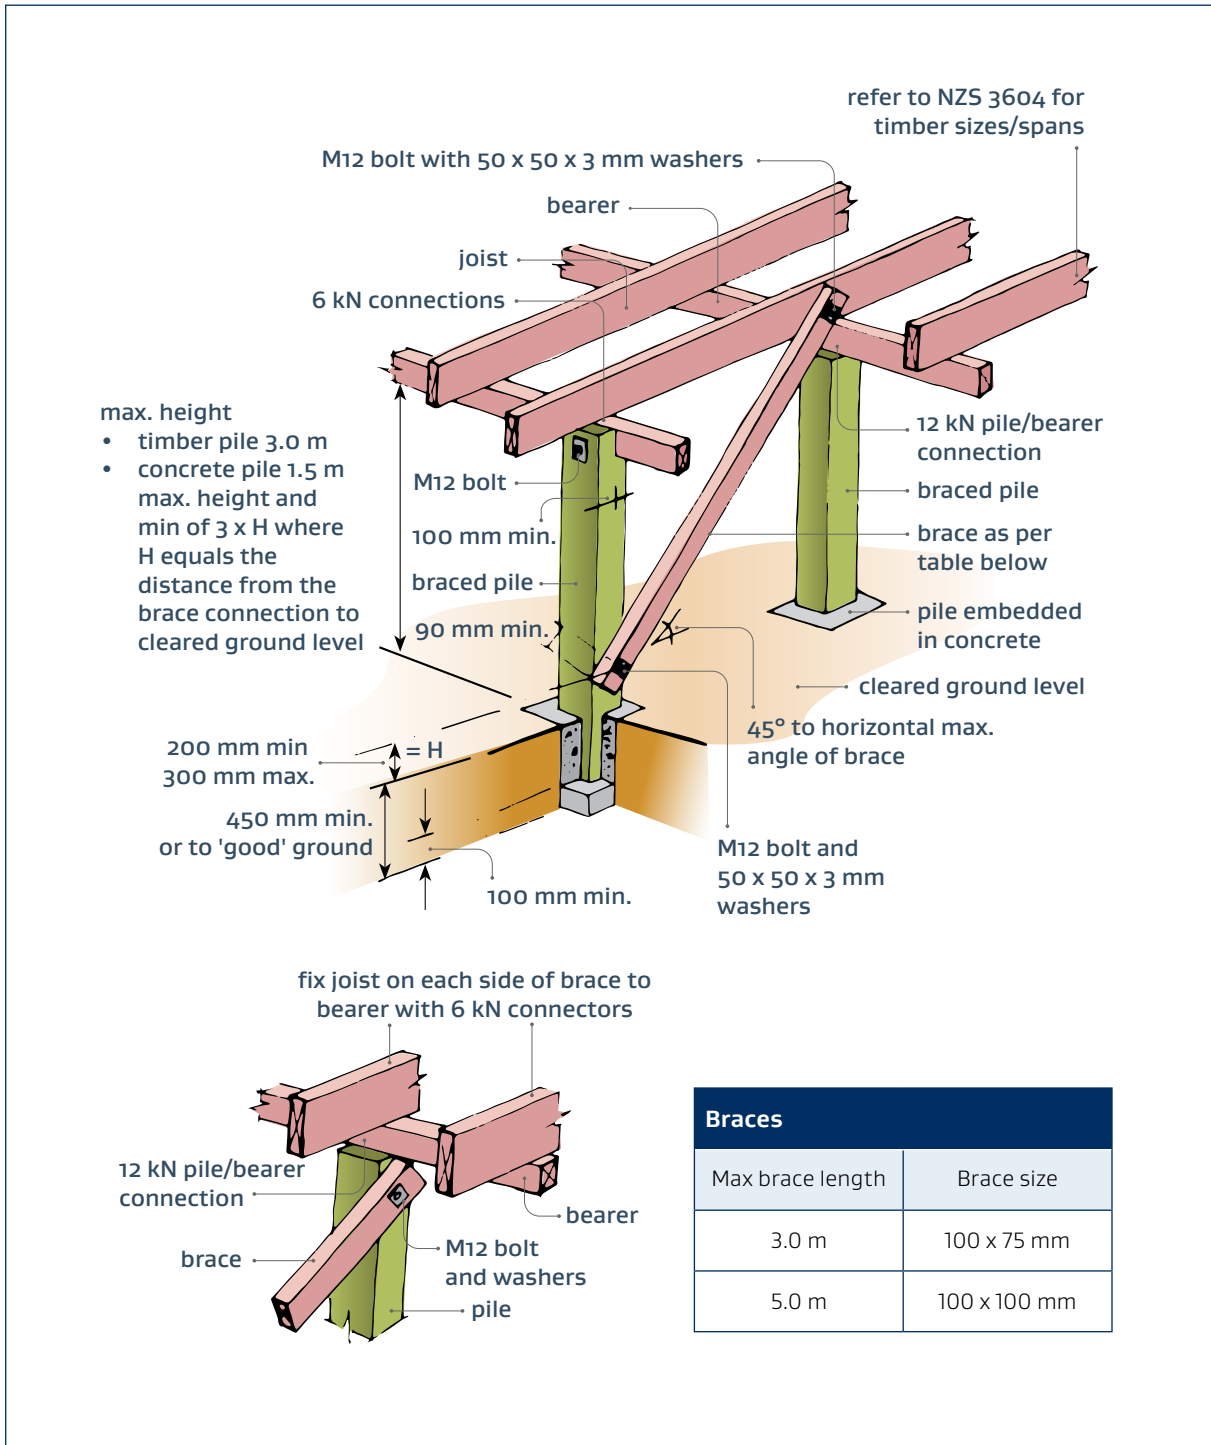 refer to NZS 3604 for
timber sizes/spans
M12 bolt with 50 x 50 x 3 mm washers
bearer
joist
6 kN connections
max. height
• timber pile 3.0 m
• concrete pile 1.5 m
max. height and
min of 3 x H where
H equals the
distance from the
brace connection to
cleared ground level
M12 bolt
100 mm min.
braced pile
90 mm min.
12 kN pile/bearer
connection
braced pile
brace as per
table below
pile embedded
in concrete
cleared ground level
45° to horizontal max.
angle of brace
200 mm min
300 mm max.
= H
450 mm min.
or to 'good' ground
100 mm min.
M12 bolt and
50 x 50 x 3 mm
washers
fix joist on each side of brace to
bearer with 6 kN connectors
12 kN pile/bearer
connection
bearer
brace
M12 bolt
and washers
pile
Braces
Max brace length Brace size
3.0 m 100 x 75 mm
5.0 m 100 x 100 mm